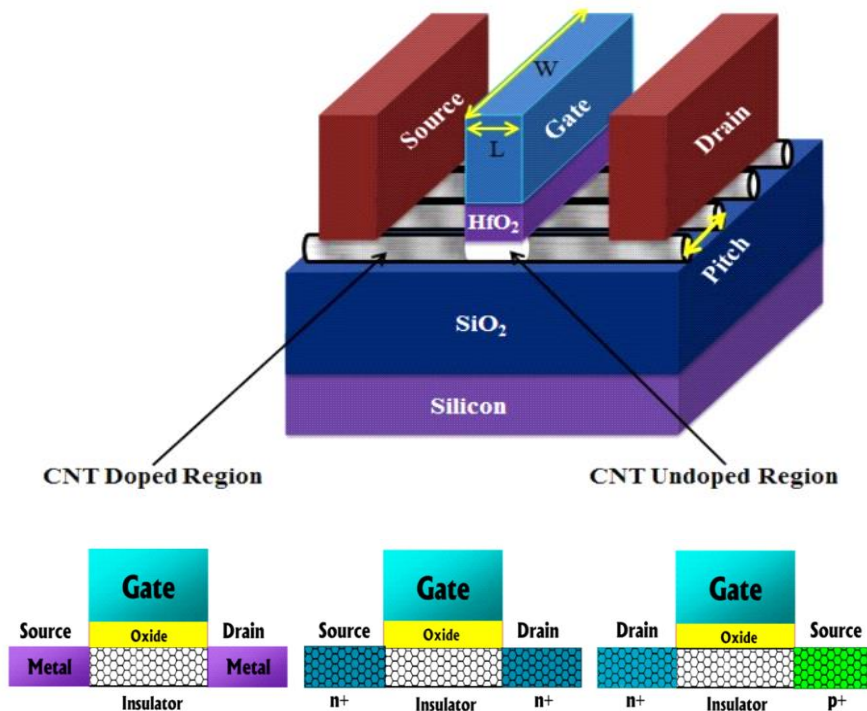 W
Source
Gate
Drain
L
HfO₂
Pitch
SiO₂
Silicon
CNT Doped Region
CNT Undoped Region
Gate
Source Oxide Drain
Metal Metal
Insulator
Gate
Source Oxide Drain
n+ Insulator n+
Gate
Drain Oxide Source
n+ Insulator p+